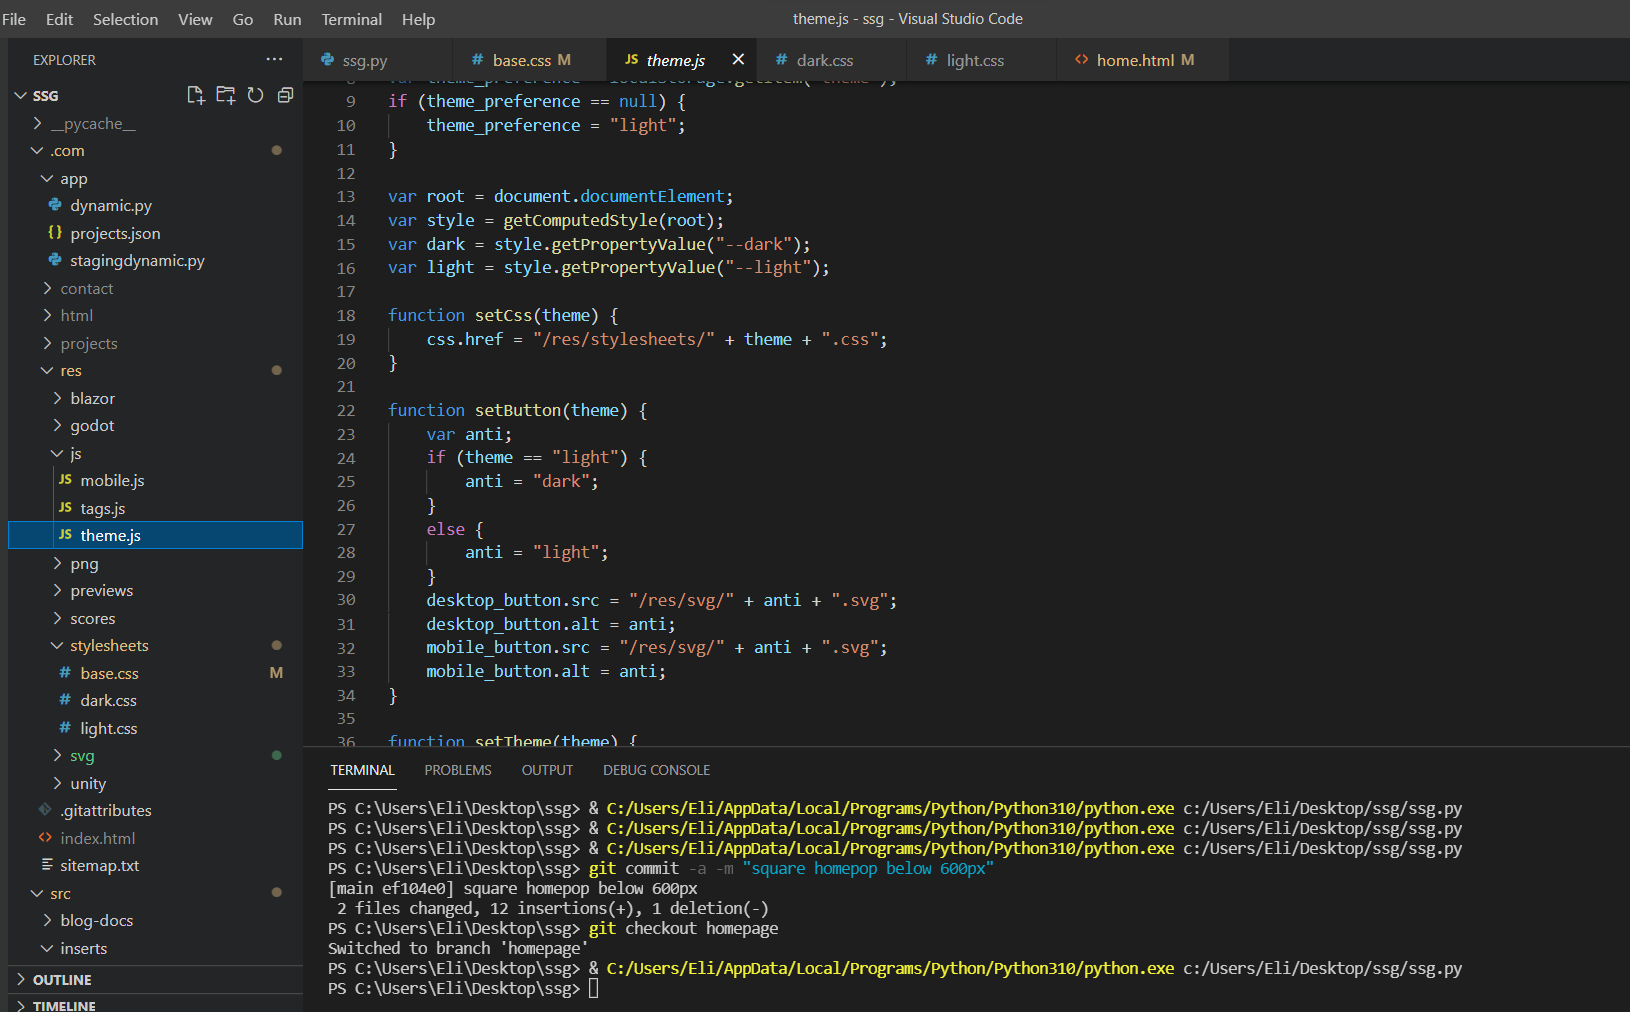 File Edit Selection View Go Run Terminal Help
theme.js - ssg - Visual Studio Code
EXPLORER ···
SSG
__pycache__
.com
app
dynamic.py
{} projects.json
stagingdynamic.py
contact
html
projects
res
blazor
godot
js
JS mobile.js
JS tags.js
JS theme.js
png
previews
scores
stylesheets
# base.css M
# dark.css
# light.css
svg
unity
.gitattributes
<> index.html
sitemap.txt
src
blog-docs
inserts
OUTLINE
TIMELINE
ssg.py # base.css M JS theme.js # dark.css # light.css <> home.html M
8 var theme_preference = localStorage.getItem("theme");
9 if (theme_preference == null) {
10 theme_preference = "light";
11 }
12
13 var root = document.documentElement;
14 var style = getComputedStyle(root);
15 var dark = style.getPropertyValue("--dark");
16 var light = style.getPropertyValue("--light");
17
18 function setCss(theme) {
19 css.href = "/res/stylesheets/" + theme + ".css";
20 }
21
22 function setButton(theme) {
23 var anti;
24 if (theme == "light") {
25 anti = "dark";
26 }
27 else {
28 anti = "light";
29 }
30 desktop_button.src = "/res/svg/" + anti + ".svg";
31 desktop_button.alt = anti;
32 mobile_button.src = "/res/svg/" + anti + ".svg";
33 mobile_button.alt = anti;
34 }
35
36 function setTheme(theme) {
TERMINAL PROBLEMS OUTPUT DEBUG CONSOLE
PS C:\Users\Eli\Desktop\ssg> & C:/Users/Eli/AppData/Local/Programs/Python/Python310/python.exe c:/Users/Eli/Desktop/ssg/ssg.py
PS C:\Users\Eli\Desktop\ssg> & C:/Users/Eli/AppData/Local/Programs/Python/Python310/python.exe c:/Users/Eli/Desktop/ssg/ssg.py
PS C:\Users\Eli\Desktop\ssg> & C:/Users/Eli/AppData/Local/Programs/Python/Python310/python.exe c:/Users/Eli/Desktop/ssg/ssg.py
PS C:\Users\Eli\Desktop\ssg> git commit -a -m "square homepop below 600px"
[main ef104e0] square homepop below 600px
2 files changed, 12 insertions(+), 1 deletion(-)
PS C:\Users\Eli\Desktop\ssg> git checkout homepage
Switched to branch 'homepage'
PS C:\Users\Eli\Desktop\ssg> & C:/Users/Eli/AppData/Local/Programs/Python/Python310/python.exe c:/Users/Eli/Desktop/ssg/ssg.py
PS C:\Users\Eli\Desktop\ssg>